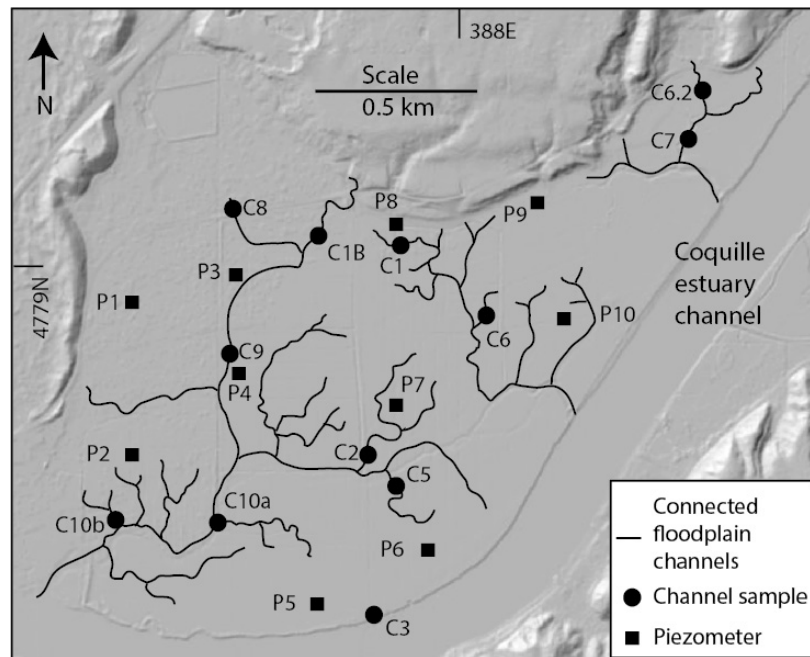 388E
Scale
0.5 km
N
C6.2
C7
C8
P8
P9
C1B
C1
Coquille
estuary
channel
4779N
P3
P1
C6
P10
C9
P4
P7
P2
C2
C5
C10a
C10b
P6
P5
C3
Connected
floodplain
channels
Channel sample
Piezometer